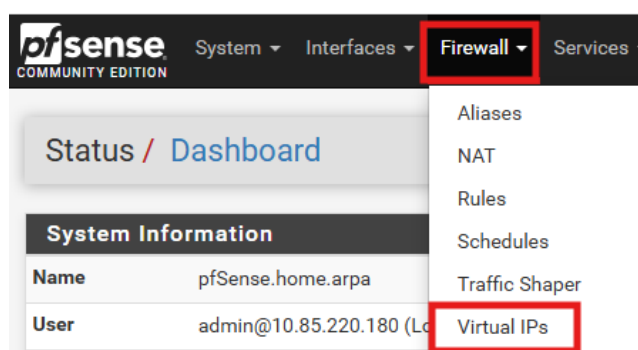 pfsense System Interfaces Firewall Services
COMMUNITY EDITION
Aliases
Status / Dashboard
NAT
Rules
System Information
Schedules
Name pfSense.home.arpa
Traffic Shaper
User admin@10.85.220.180 (Lo
Virtual IPs